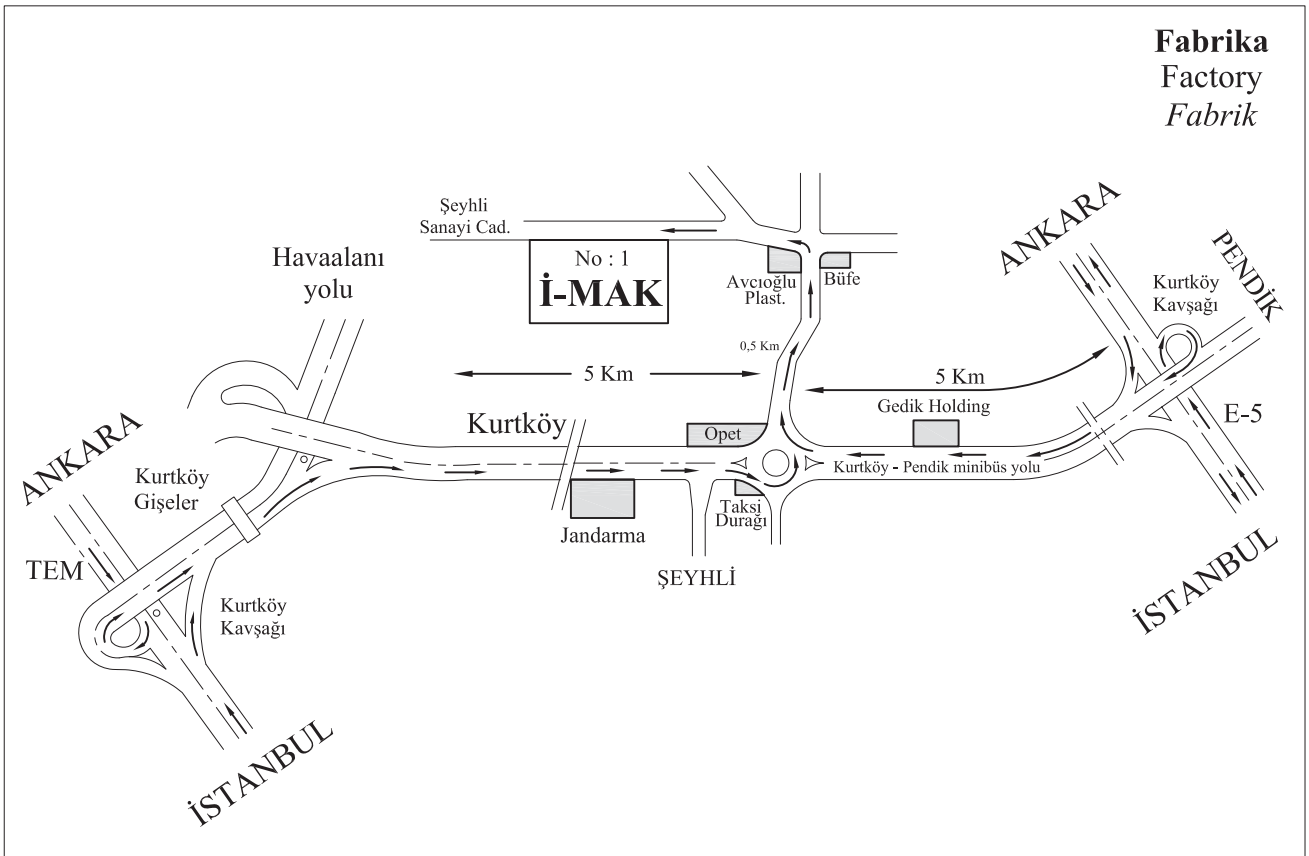 Fabrika
Factory
Fabrik
Şeyhli
Sanayi Cad.
No : 1
İ-MAK
Avcıoğlu
Plast.
Büfe
Havaalanı
yolu
ANKARA
PENDİK
Kurtköy
Kavşağı
0,5 Km
5 Km
5 Km
Gedik Holding
E-5
Kurtköy
Opet
Kurtköy - Pendik minibüs yolu
ANKARA
Kurtköy
Gişeler
Taksi
Durağı
Jandarma
ŞEYHLİ
TEM
Kurtköy
Kavşağı
İSTANBUL
İSTANBUL